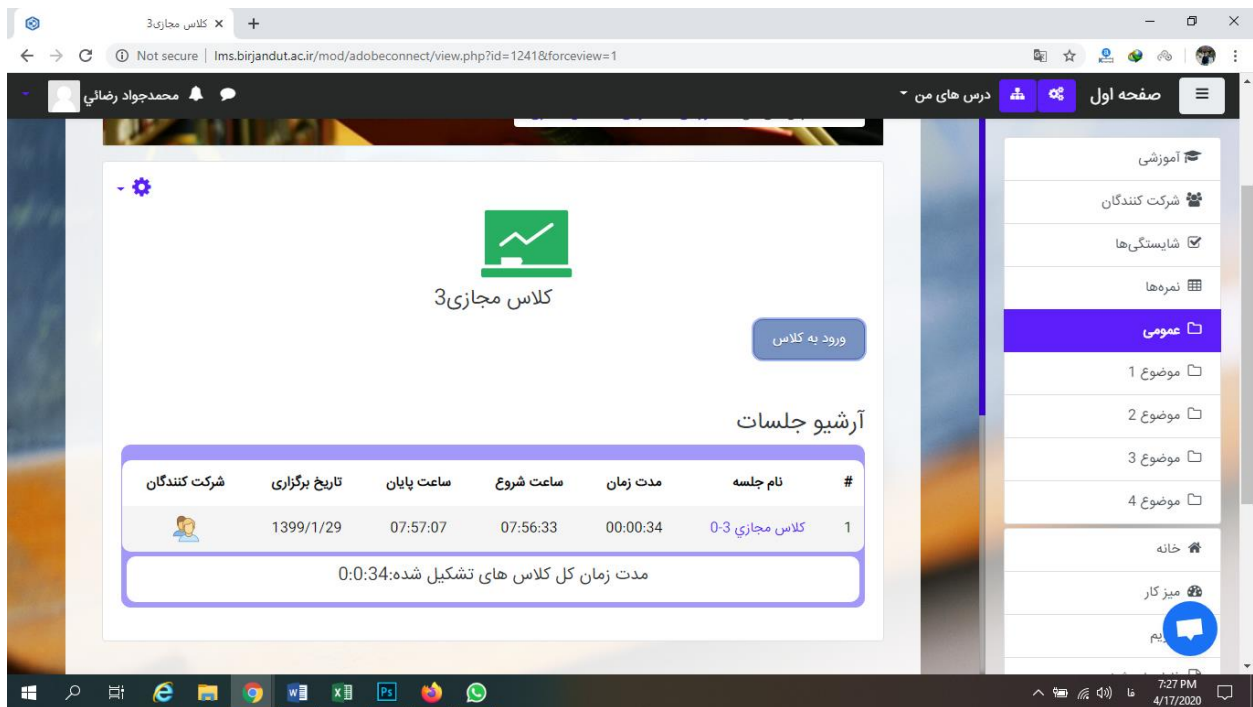 کلاس مجازی3
Not secure | lms.birjandut.ac.ir/mod/adobeconnect/view.php?id=1241&forceview=1
صفحه اول
درس های من
محمدجواد رضائي
آموزشی
شرکت کنندگان
شایستگی‌ها
نمره‌ها
عمومی
موضوع 1
موضوع 2
موضوع 3
موضوع 4
خانه
میز کار
کلاس مجازی3
ورود به کلاس
آرشیو جلسات
# نام جلسه مدت زمان ساعت شروع ساعت پایان تاریخ برگزاری شرکت کنندگان
1 کلاس مجازي 3-0 00:00:34 07:56:33 07:57:07 1399/1/29
مدت زمان کل کلاس های تشکیل شده:0:0:34
فا
7:27 PM
4/17/2020